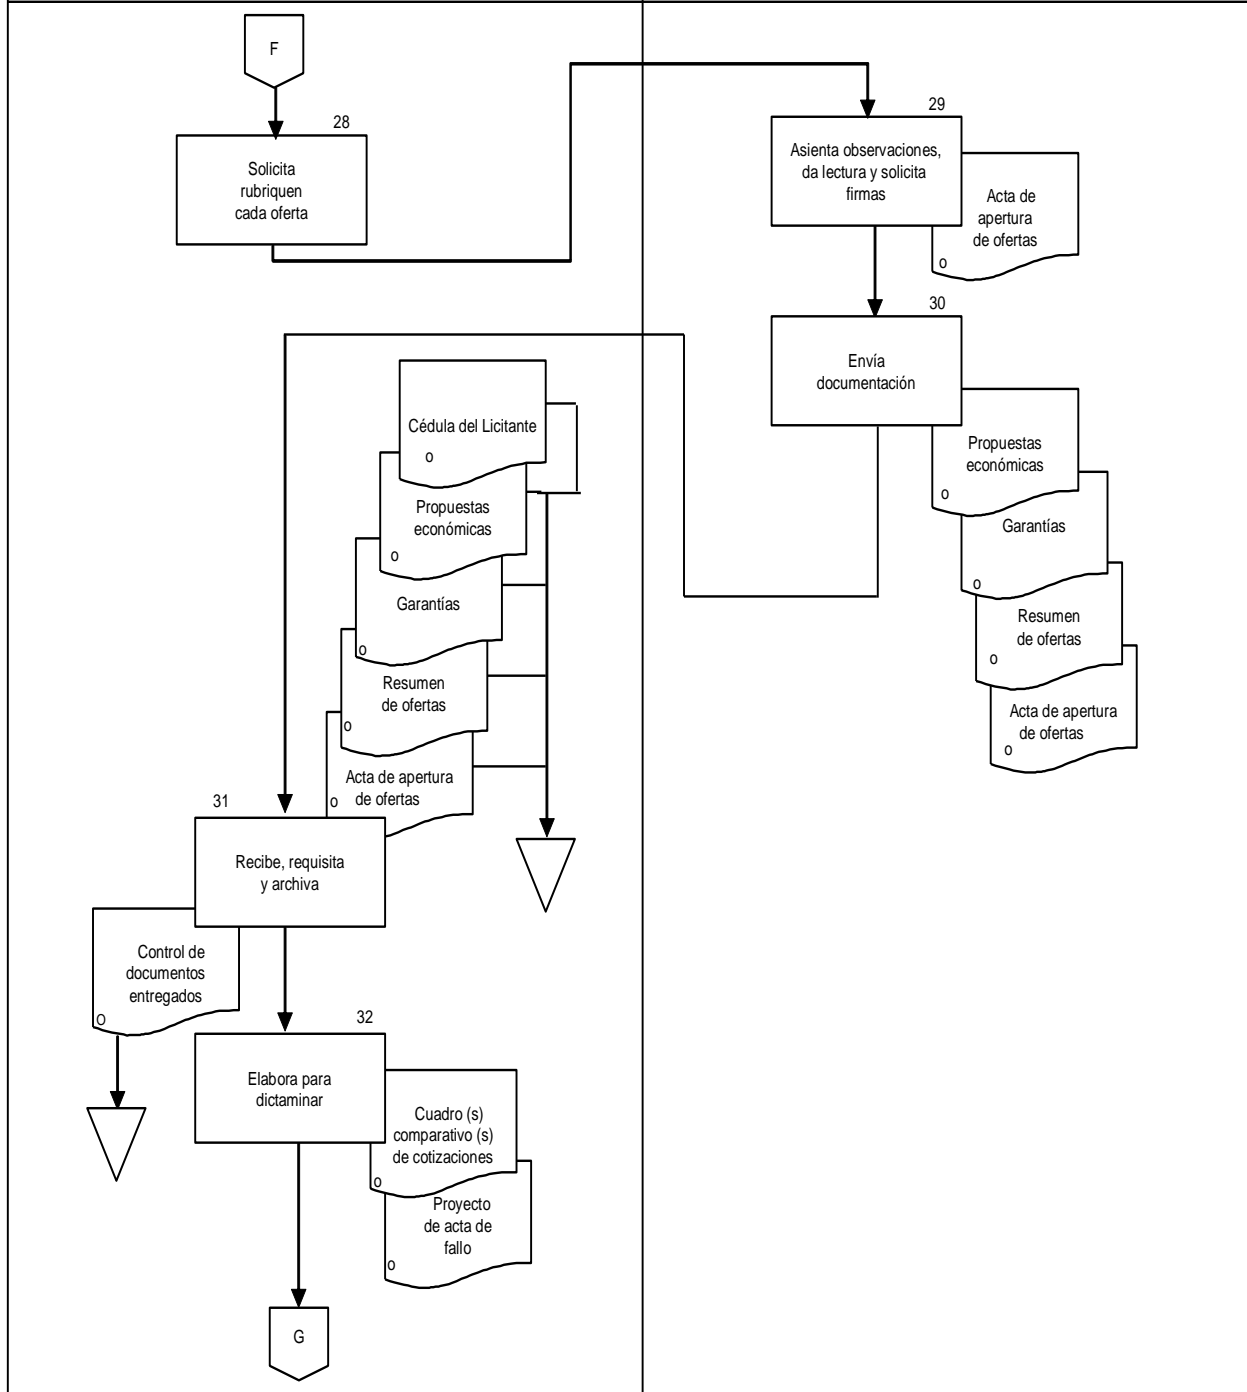 F
28
Solicita
rubriquen
cada oferta
29
Asienta observaciones,
da lectura y solicita
firmas
Acta de
apertura
de ofertas
o
30
Envía
documentación
Propuestas
económicas
o
Garantías
o
Resumen
de ofertas
o
Acta de apertura
de ofertas
o
Cédula del Licitante
o
Propuestas
económicas
o
Garantías
o
Resumen
de ofertas
o
Acta de apertura
de ofertas
o
31
Recibe, requisita
y archiva
Control de
documentos
entregados
O
32
Elabora para
dictaminar
Cuadro (s)
comparativo (s)
de cotizaciones
o
Proyecto
de acta de
fallo
o
G